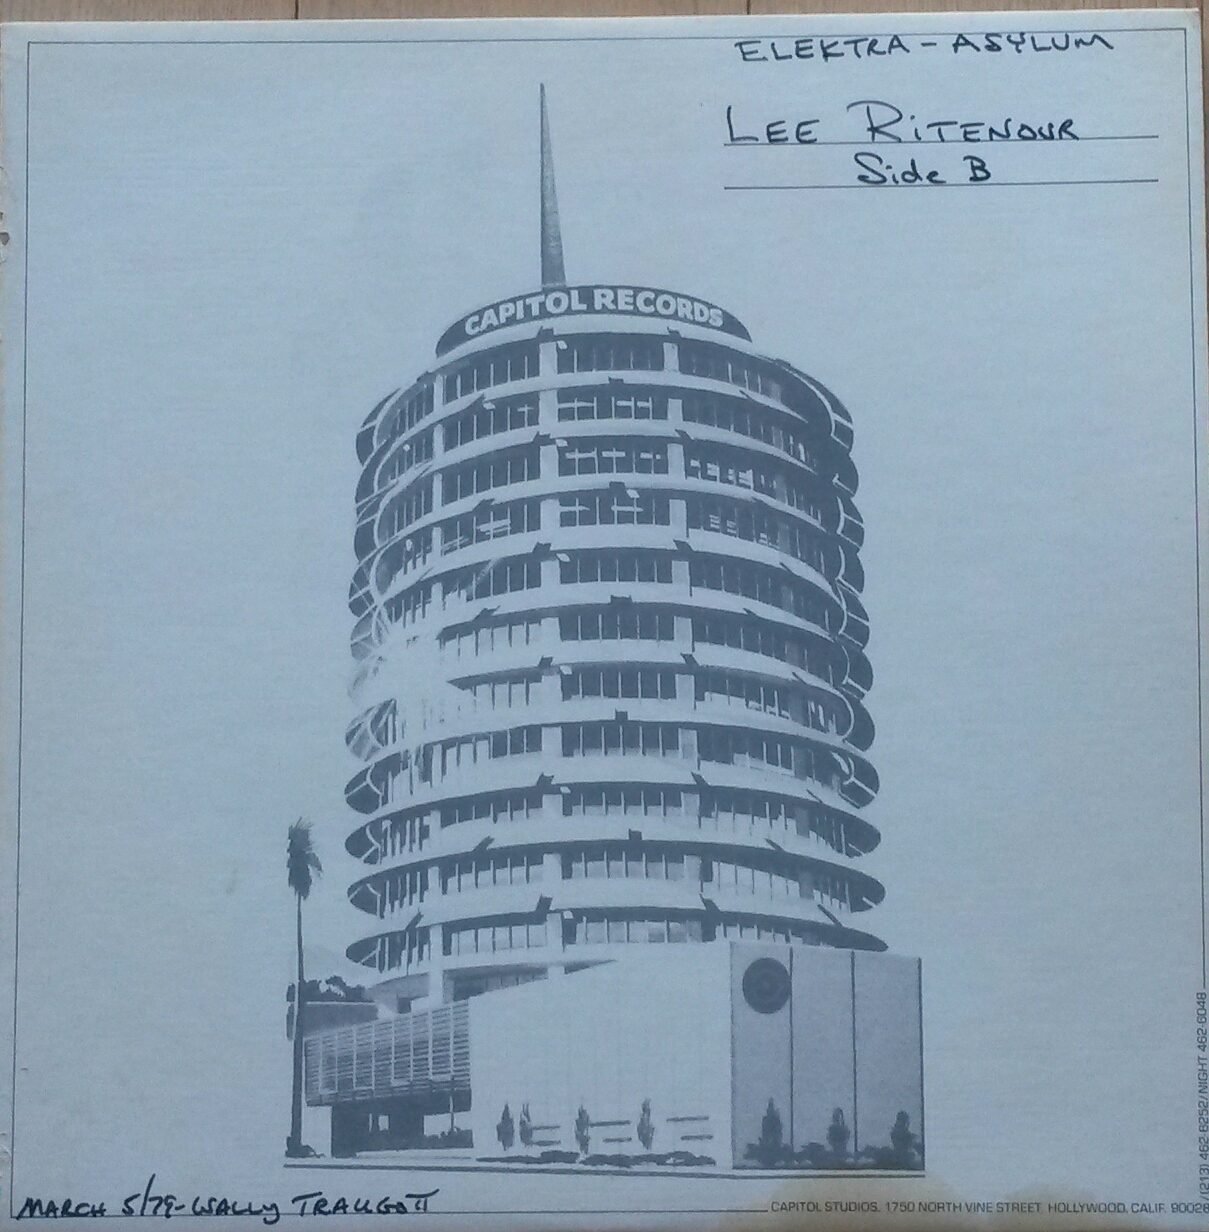 ELEKTRA - ASYLUM
LEE RITENOUR
Side B
CAPITOL RECORDS
(213) 462-6252/NIGHT 462-6048
MARCH 5/79-WALLY TRAUGOTT
CAPITOL STUDIOS, 1750 NORTH VINE STREET, HOLLYWOOD, CALIF. 90028